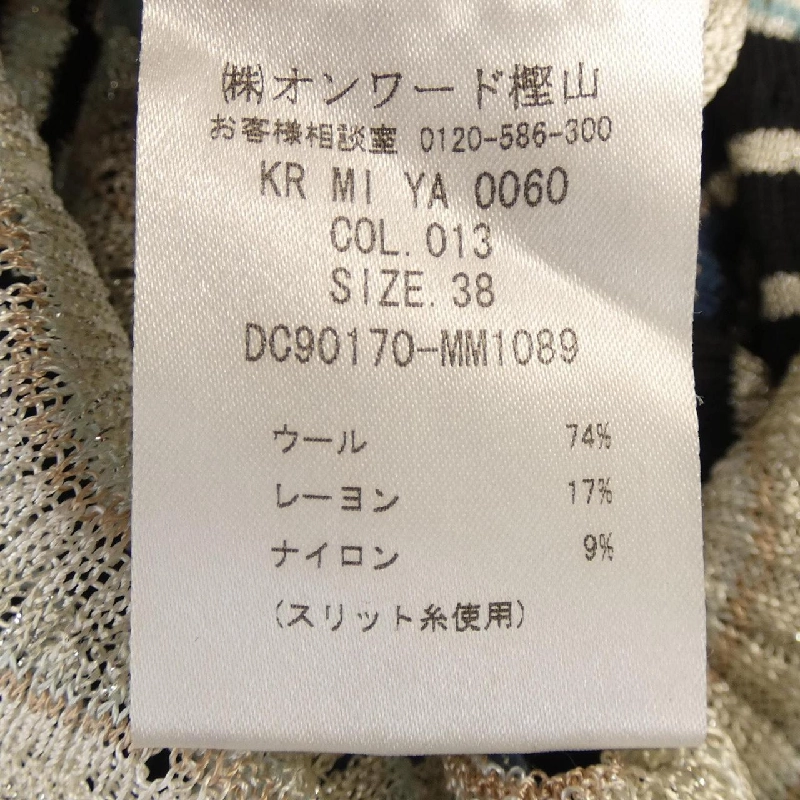 ㈱オンワード樫山
お客様相談室 0120-586-300
KR MI YA 0060
COL.013
SIZE.38
DC90170-MM1089
ウール 74%
レーヨン 17%
ナイロン 9%
(スリット糸使用)